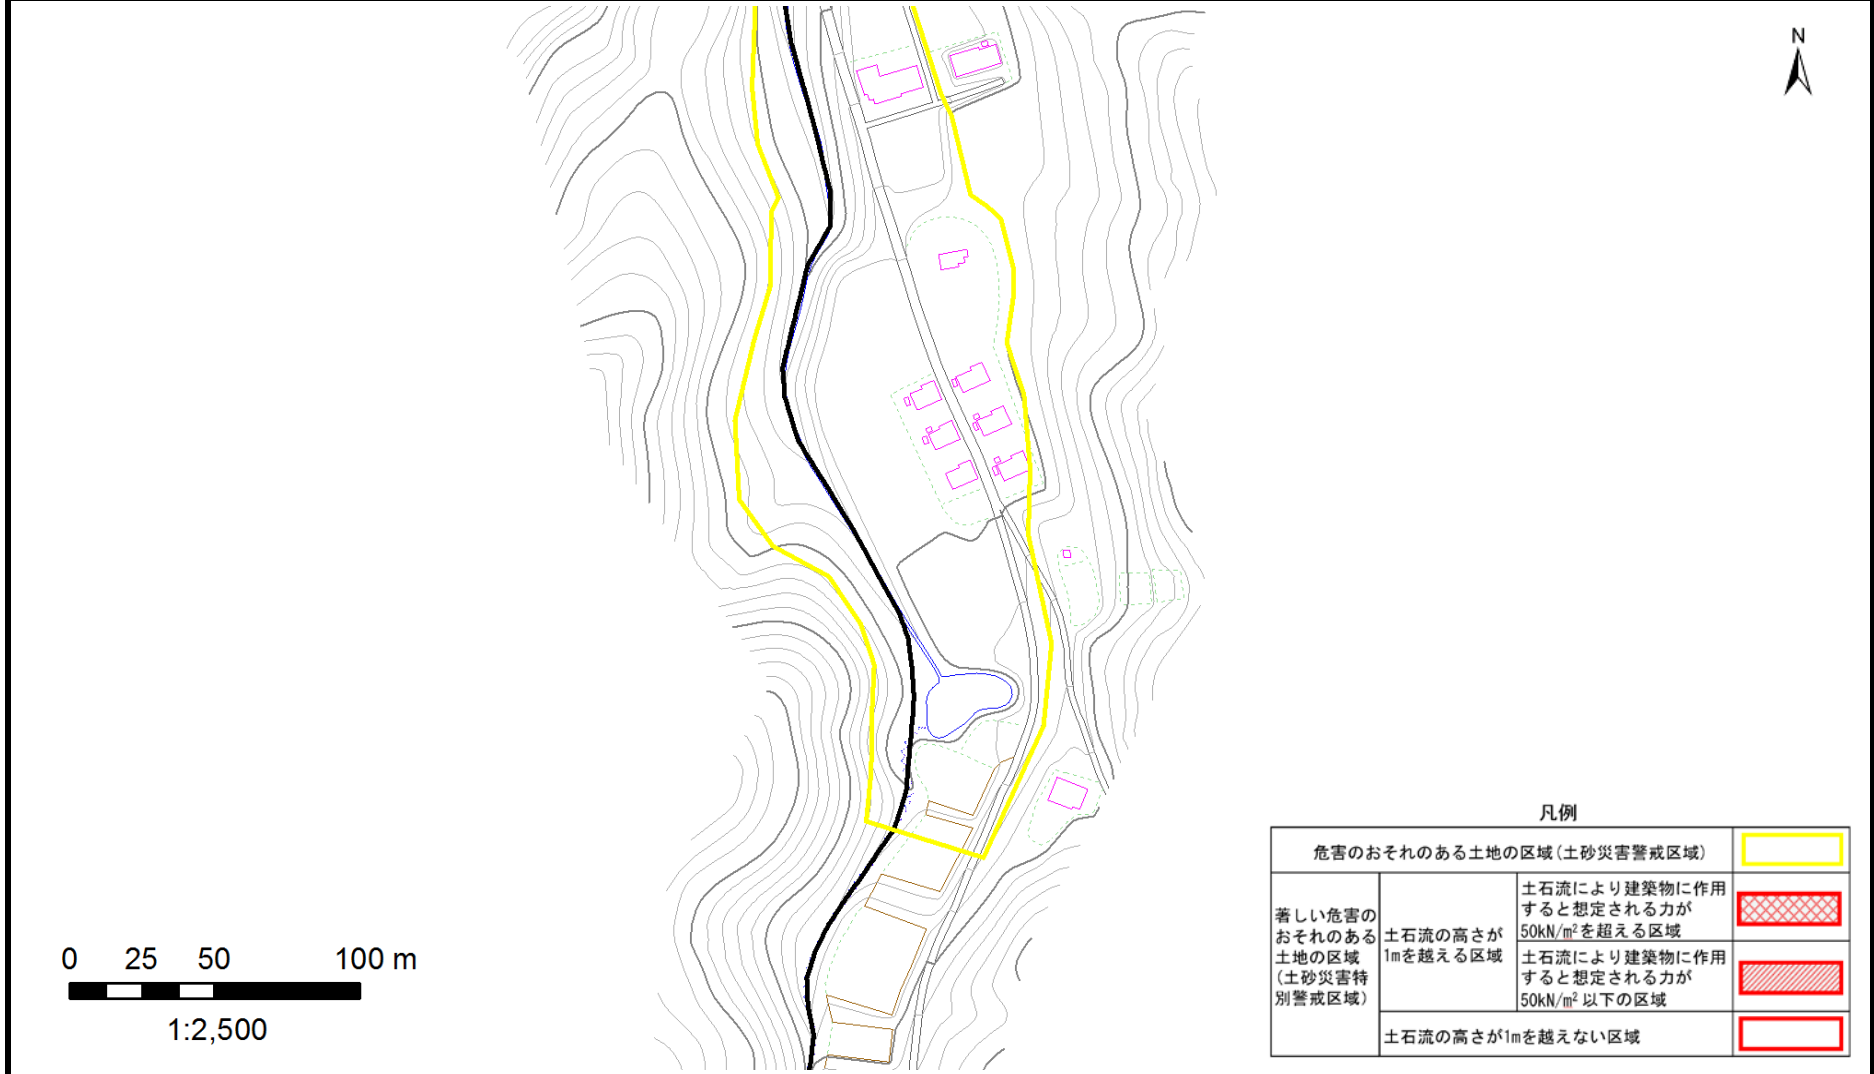 N
0 25 50 100 m
1:2,500
凡例
危害のおそれのある土地の区域(土砂災害警戒区域)
著しい危害の
おそれのある
土地の区域
(土砂災害特
別警戒区域)
土石流の高さが
1mを越える区域
土石流により建築物に作用
すると想定される力が
50kN/m²を超える区域
土石流により建築物に作用
すると想定される力が
50kN/m²以下の区域
土石流の高さが1mを越えない区域